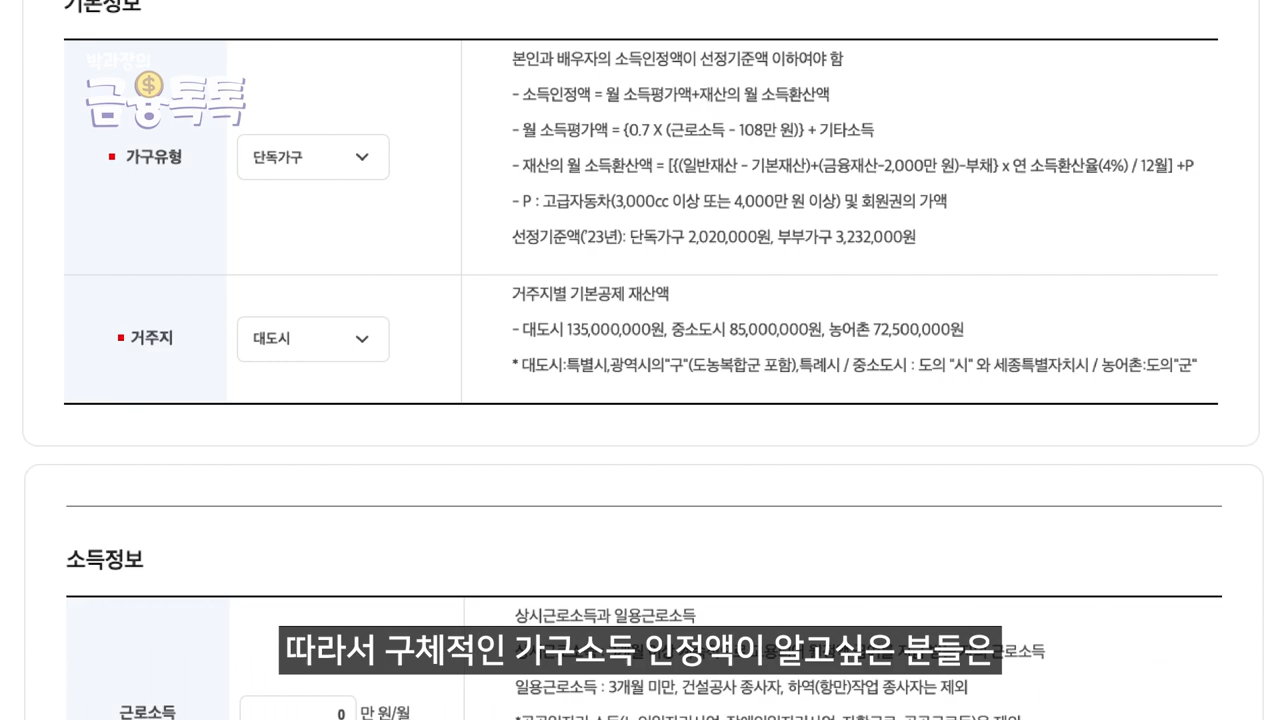 기본정보
박과장의
금융톡톡
가구유형
단독가구
본인과 배우자의 소득인정액이 선정기준액 이하여야 함
- 소득인정액 = 월 소득평가액+재산의 월 소득환산액
- 월 소득평가액 = {0.7 X (근로소득 - 108만 원)} + 기타소득
- 재산의 월 소득환산액 = [{(일반재산 - 기본재산)+(금융재산-2,000만 원)-부채} x 연 소득환산율(4%) / 12월] +P
- P : 고급자동차(3,000cc 이상 또는 4,000만 원 이상) 및 회원권의 가액
선정기준액('23년): 단독가구 2,020,000원, 부부가구 3,232,000원
거주지
대도시
거주지별 기본공제 재산액
- 대도시 135,000,000원, 중소도시 85,000,000원, 농어촌 72,500,000원
* 대도시:특별시,광역시의"구"(도농복합군 포함),특례시 / 중소도시 : 도의 "시" 와 세종특별자치시 / 농어촌:도의"군"
소득정보
근로소득
0 만 원/월
상시근로소득과 일용근로소득
근로소득
따라서 구체적인 가구소득 인정액이 알고싶은 분들은
일용근로소득 : 3개월 미만, 건설공사 종사자, 하역(항만)작업 종사자는 제외